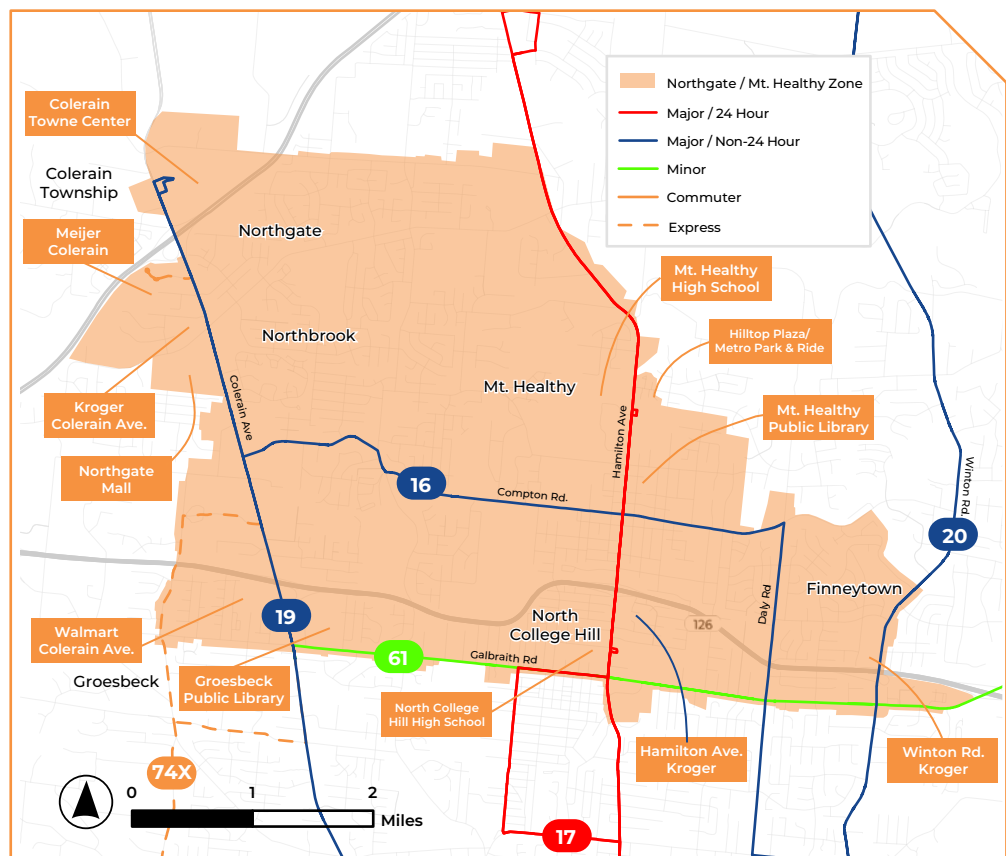 Northgate / Mt. Healthy Zone
Major / 24 Hour
Major / Non-24 Hour
Minor
Commuter
Express
Colerain
Towne Center
Colerain
Township
Meijer
Colerain
Northgate
Mt. Healthy
High School
Northbrook
Hilltop Plaza/
Metro Park & Ride
Mt. Healthy
Kroger
Colerain Ave.
Colerain Ave
Hamilton Ave
Mt. Healthy
Public Library
Northgate
Mall
16
Compton Rd.
Winton Rd.
20
Finneytown
Daly Rd
19
North
College Hill
126
Walmart
Colerain Ave.
61
Galbraith Rd
Groesbeck
Groesbeck
Public Library
North College
Hill High School
Hamilton Ave.
Kroger
Winton Rd.
Kroger
74X
0 1 2
Miles
17